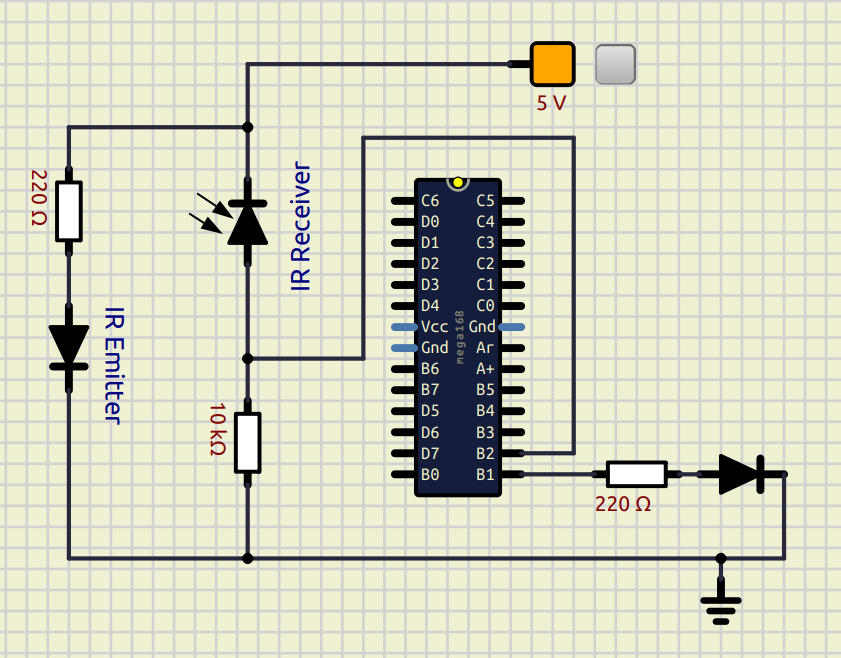 5 V
220 Ω
IR Receiver
IR Emitter
10 kΩ
C6 C5
D0 C4
D1 C3
D2 C2
D3 C1
D4 C0
Vcc Gnd
Gnd Ar
B6 A+
B7 B5
D5 B4
D6 B3
D7 B2
B0 B1
mega168
220 Ω